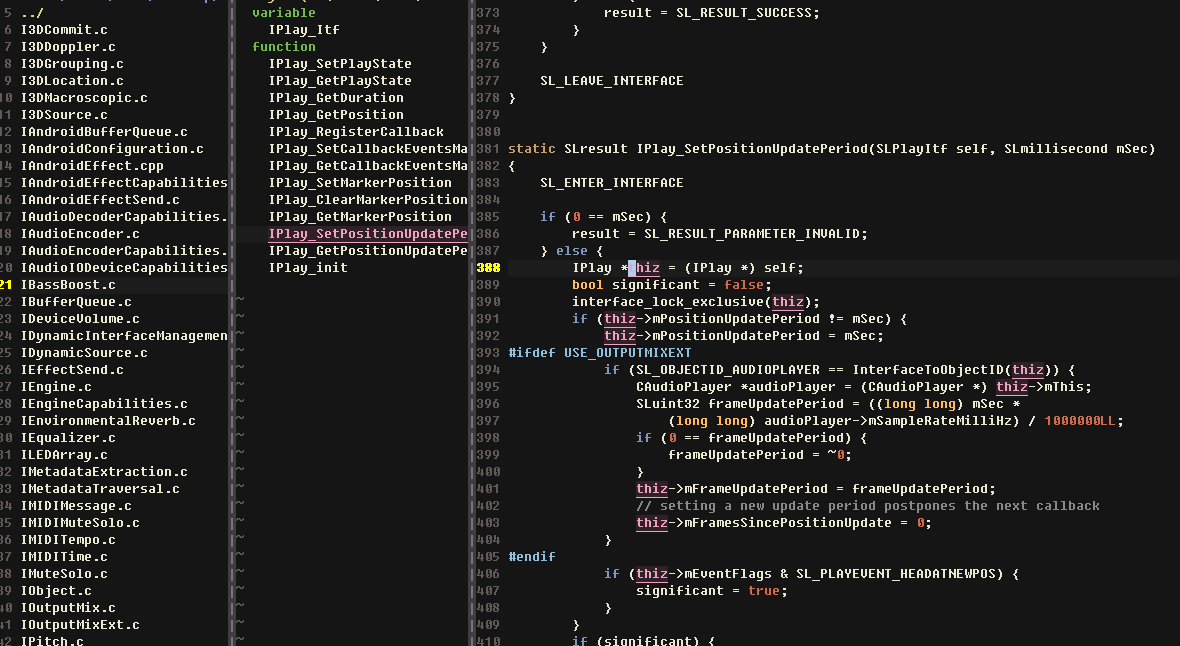 5 ../
6 I3DCommit.c
7 I3DDoppler.c
8 I3DGrouping.c
9 I3DLocation.c
10 I3DMacroscopic.c
11 I3DSource.c
12 IAndroidBufferQueue.c
13 IAndroidConfiguration.c
14 IAndroidEffect.cpp
15 IAndroidEffectCapabilities
16 IAndroidEffectSend.c
17 IAudioDecoderCapabilities.
18 IAudioEncoder.c
19 IAudioEncoderCapabilities.
20 IAudioIODeviceCapabilities
21 IBassBoost.c
22 IBufferQueue.c
23 IDeviceVolume.c
24 IDynamicInterfaceManagemen
25 IDynamicSource.c
26 IEffectSend.c
27 IEngine.c
28 IEngineCapabilities.c
29 IEnvironmentalReverb.c
30 IEqualizer.c
31 ILEDArray.c
32 IMetadataExtraction.c
33 IMetadataTraversal.c
34 IMIDIMessage.c
35 IMIDIMuteSolo.c
36 IMIDITempo.c
37 IMIDITime.c
38 IMuteSolo.c
39 IObject.c
40 IOutputMix.c
41 IOutputMixExt.c
42 IPitch.c
variable
IPlay_Itf
function
IPlay_SetPlayState
IPlay_GetPlayState
IPlay_GetDuration
IPlay_GetPosition
IPlay_RegisterCallback
IPlay_SetCallbackEventsMa
IPlay_GetCallbackEventsMa
IPlay_SetMarkerPosition
IPlay_ClearMarkerPosition
IPlay_GetMarkerPosition
IPlay_SetPositionUpdatePe
IPlay_GetPositionUpdatePe
IPlay_init
373 result = SL_RESULT_SUCCESS;
374 }
375 }
376
377 SL_LEAVE_INTERFACE
378 }
379
380
381 static SLresult IPlay_SetPositionUpdatePeriod(SLPlayItf self, SLmillisecond mSec)
382 {
383 SL_ENTER_INTERFACE
384
385 if (0 == mSec) {
386 result = SL_RESULT_PARAMETER_INVALID;
387 } else {
388 IPlay *thiz = (IPlay *) self;
389 bool significant = false;
390 interface_lock_exclusive(thiz);
391 if (thiz->mPositionUpdatePeriod != mSec) {
392 thiz->mPositionUpdatePeriod = mSec;
393 #ifdef USE_OUTPUTMIXEXT
394 if (SL_OBJECTID_AUDIOPLAYER == InterfaceToObjectID(thiz)) {
395 CAudioPlayer *audioPlayer = (CAudioPlayer *) thiz->mThis;
396 SLuint32 frameUpdatePeriod = ((long long) mSec *
397 (long long) audioPlayer->mSampleRateMilliHz) / 1000000LL;
398 if (0 == frameUpdatePeriod) {
399 frameUpdatePeriod = ~0;
400 }
401 thiz->mFrameUpdatePeriod = frameUpdatePeriod;
402 // setting a new update period postpones the next callback
403 thiz->mFramesSincePositionUpdate = 0;
404 }
405 #endif
406 if (thiz->mEventFlags & SL_PLAYEVENT_HEADATNEWPOS) {
407 significant = true;
408 }
409 }
410 if (significant) {